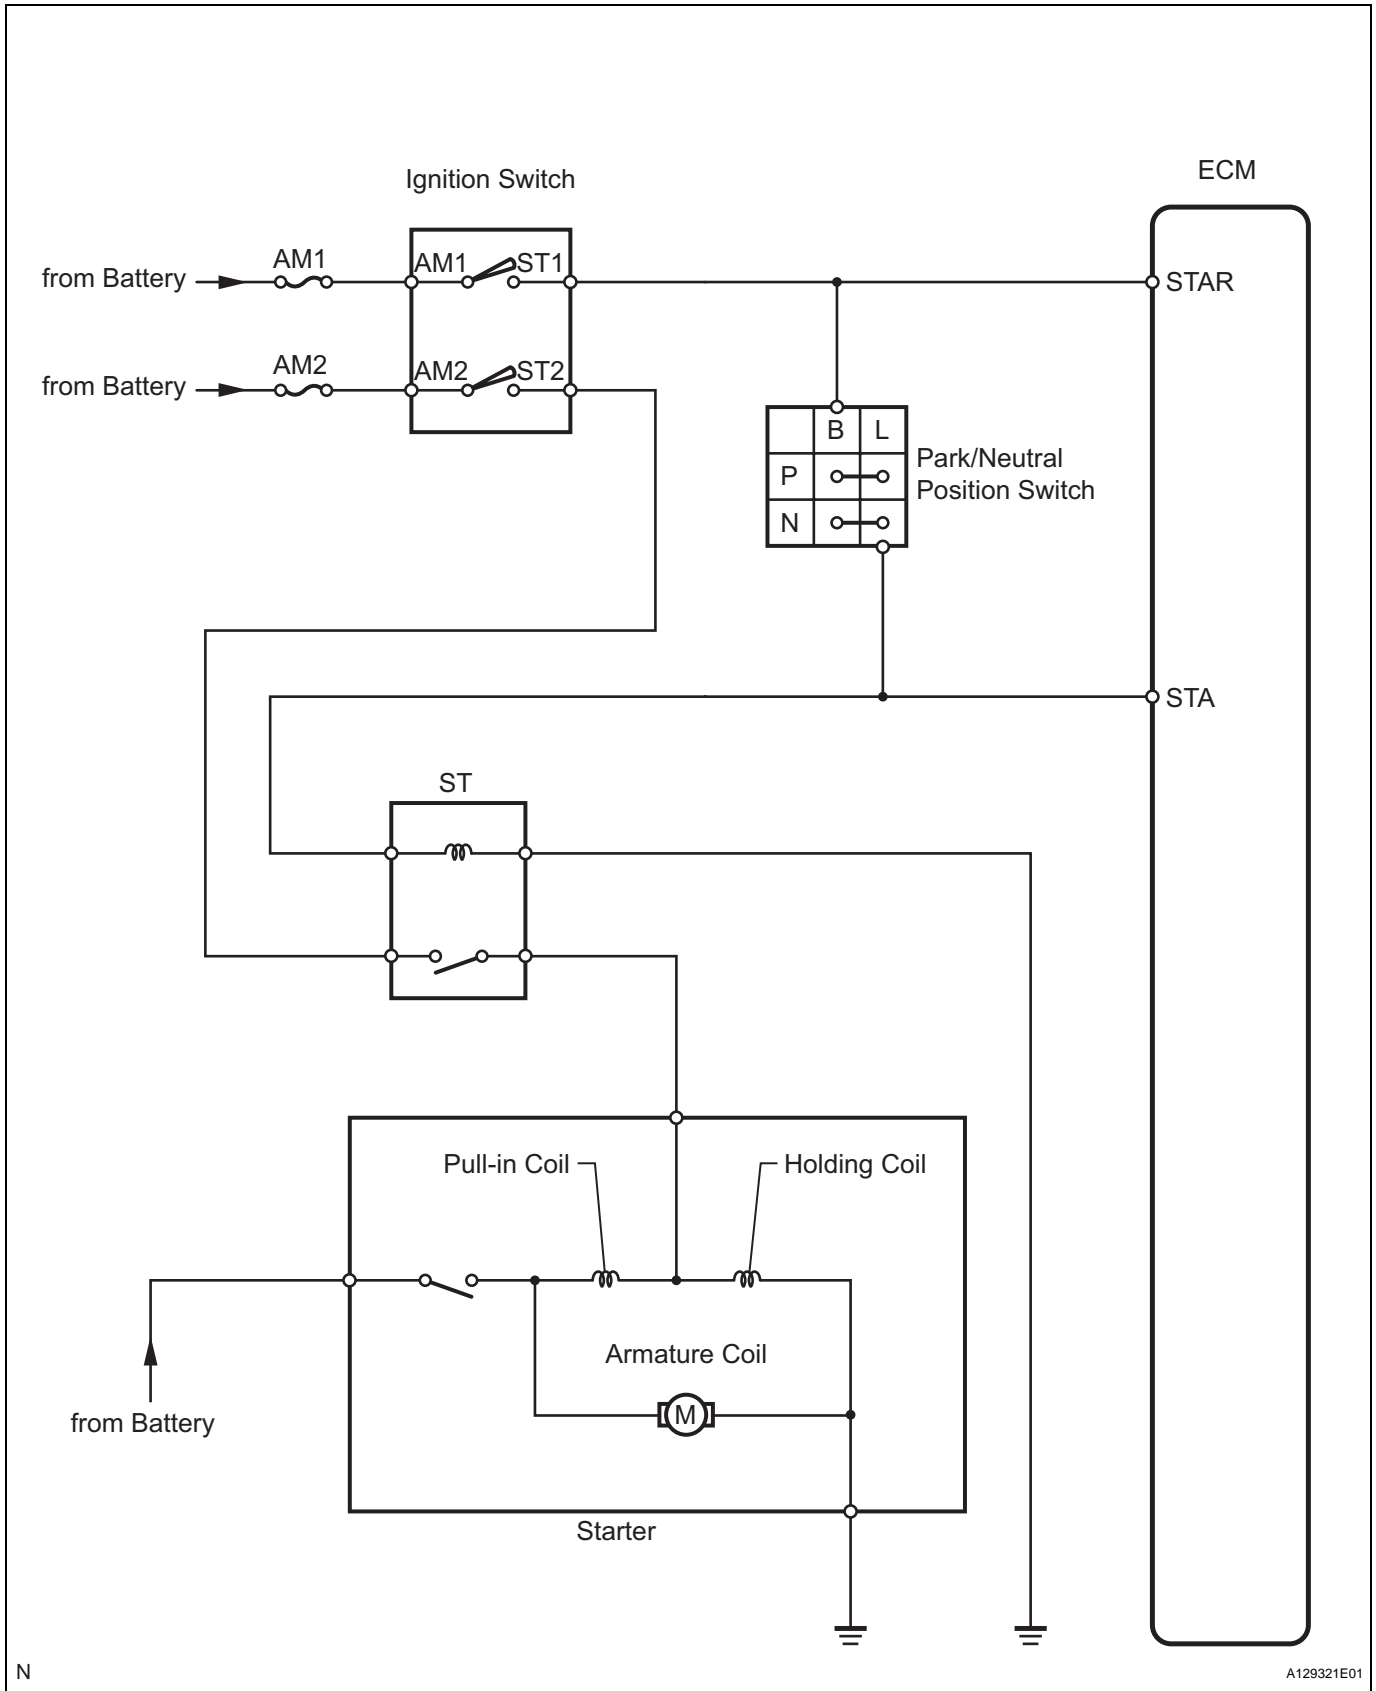 Ignition Switch
ECM
from Battery
AM1
AM1
ST1
STAR
from Battery
AM2
AM2
ST2
B
L
P
N
Park/Neutral
Position Switch
STA
ST
Pull-in Coil
Holding Coil
Armature Coil
M
from Battery
Starter
N
A129321E01